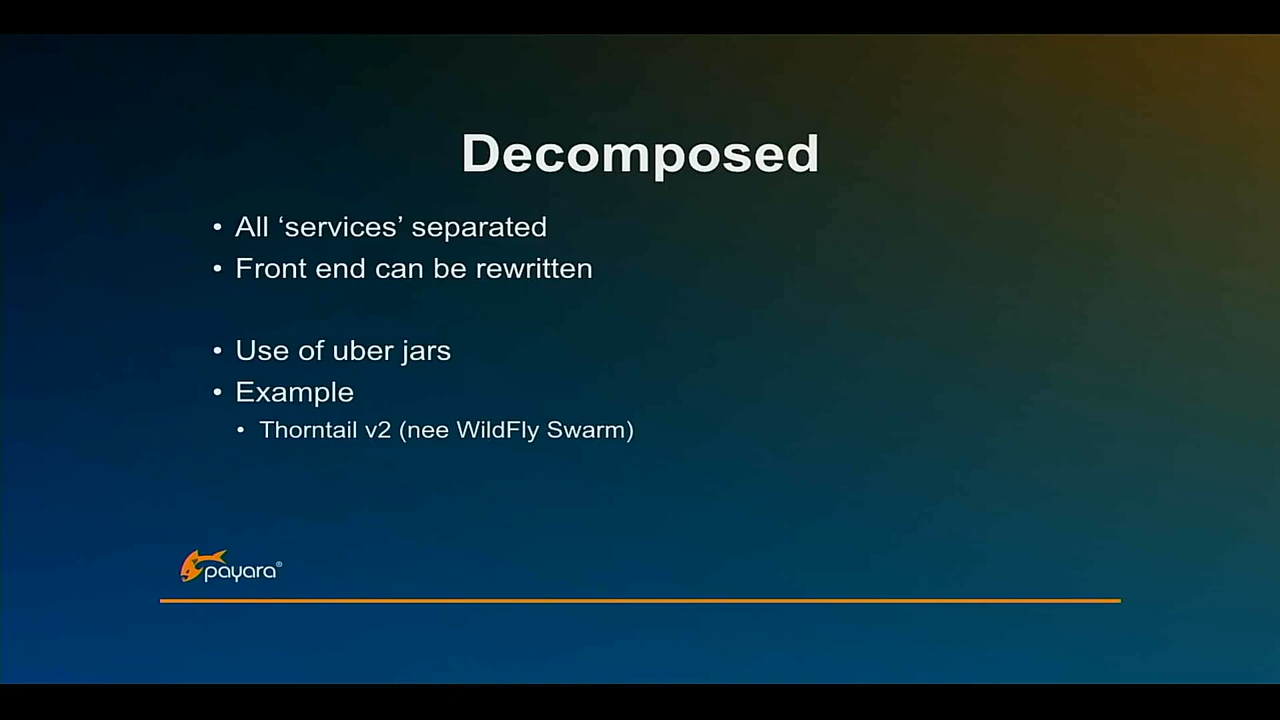 Decomposed
• All ‘services’ separated
• Front end can be rewritten
• Use of uber jars
• Example
• Thorntail v2 (nee WildFly Swarm)
payara®